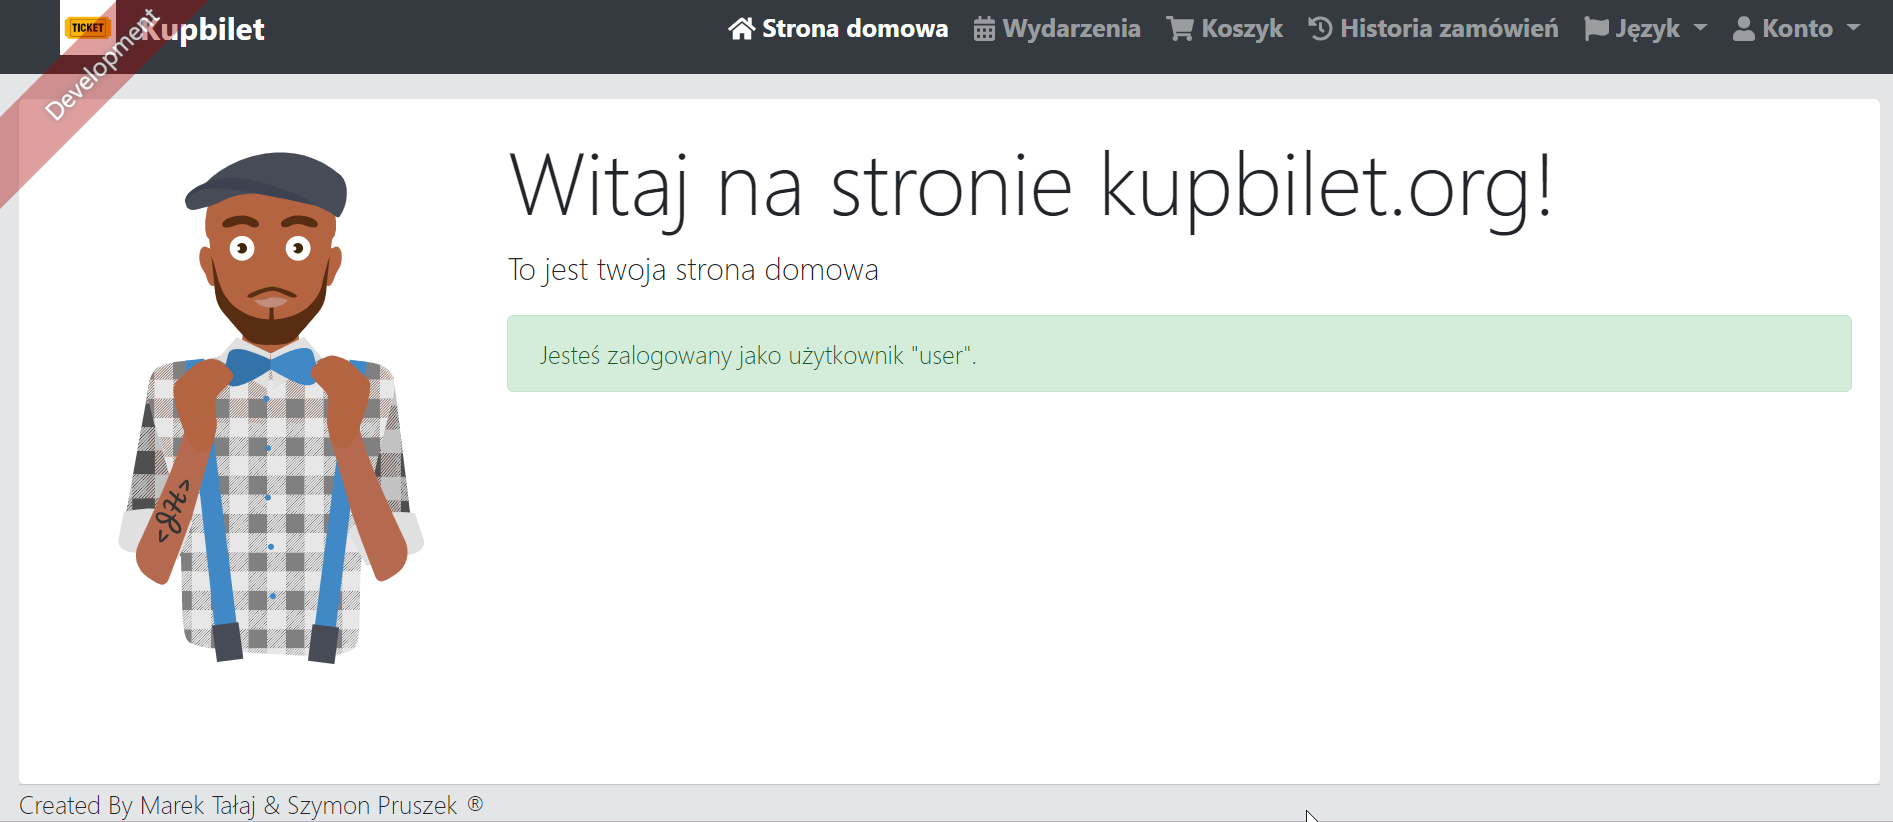 TICKET
Kupbilet
Strona domowa Wydarzenia Koszyk Historia zamówień Język Konto
Development
Witaj na stronie kupbilet.org!
To jest twoja strona domowa
Jesteś zalogowany jako użytkownik "user".
<JH>
Created By Marek Tałaj & Szymon Pruszek ®